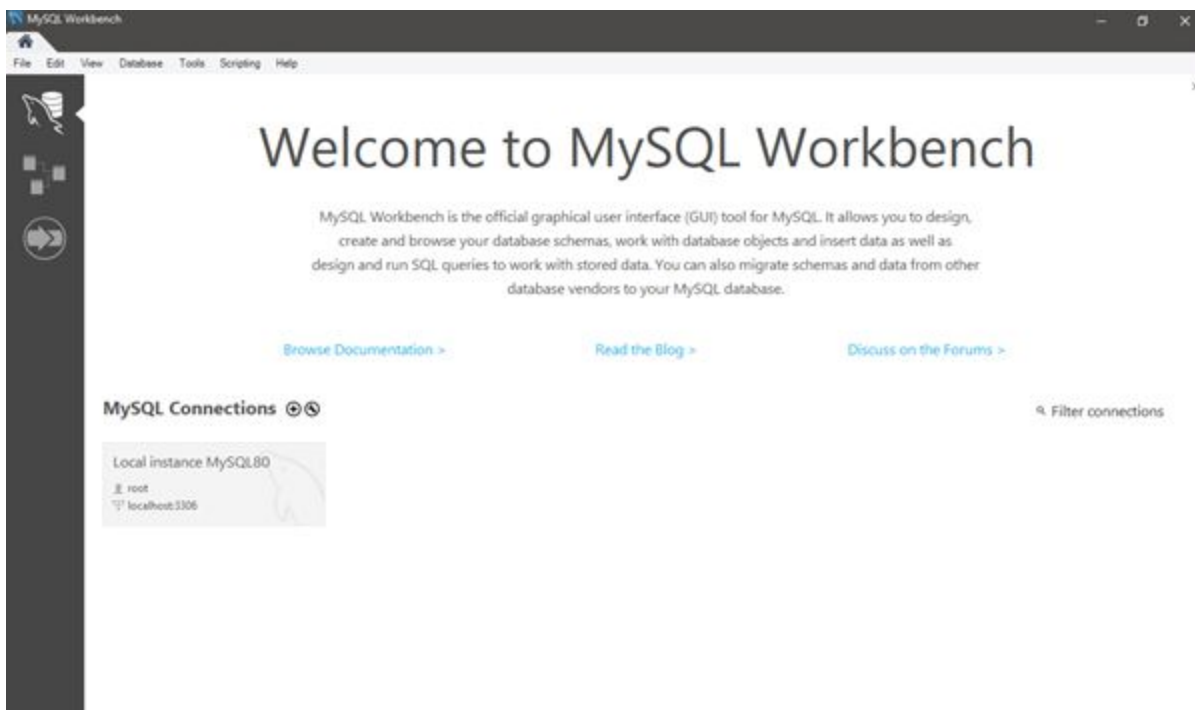 MySQL Workbench
File Edit View Database Tools Scripting Help
Welcome to MySQL Workbench
MySQL Workbench is the official graphical user interface (GUI) tool for MySQL. It allows you to design,
create and browse your database schemas, work with database objects and insert data as well as
design and run SQL queries to work with stored data. You can also migrate schemas and data from other
database vendors to your MySQL database.
Browse Documentation > Read the Blog > Discuss on the Forums >
MySQL Connections Filter connections
Local instance MySQL80
root
localhost:3306